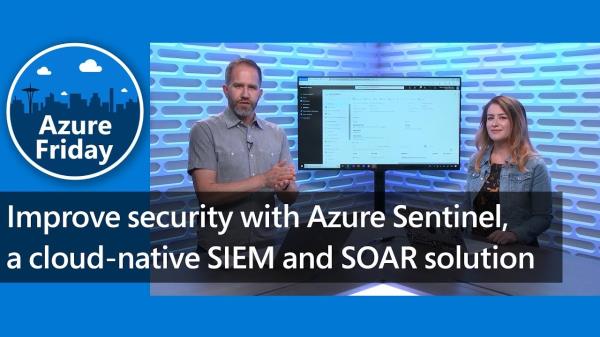 Azure
Friday
Improve security with Azure Sentinel,
a cloud-native SIEM and SOAR solution